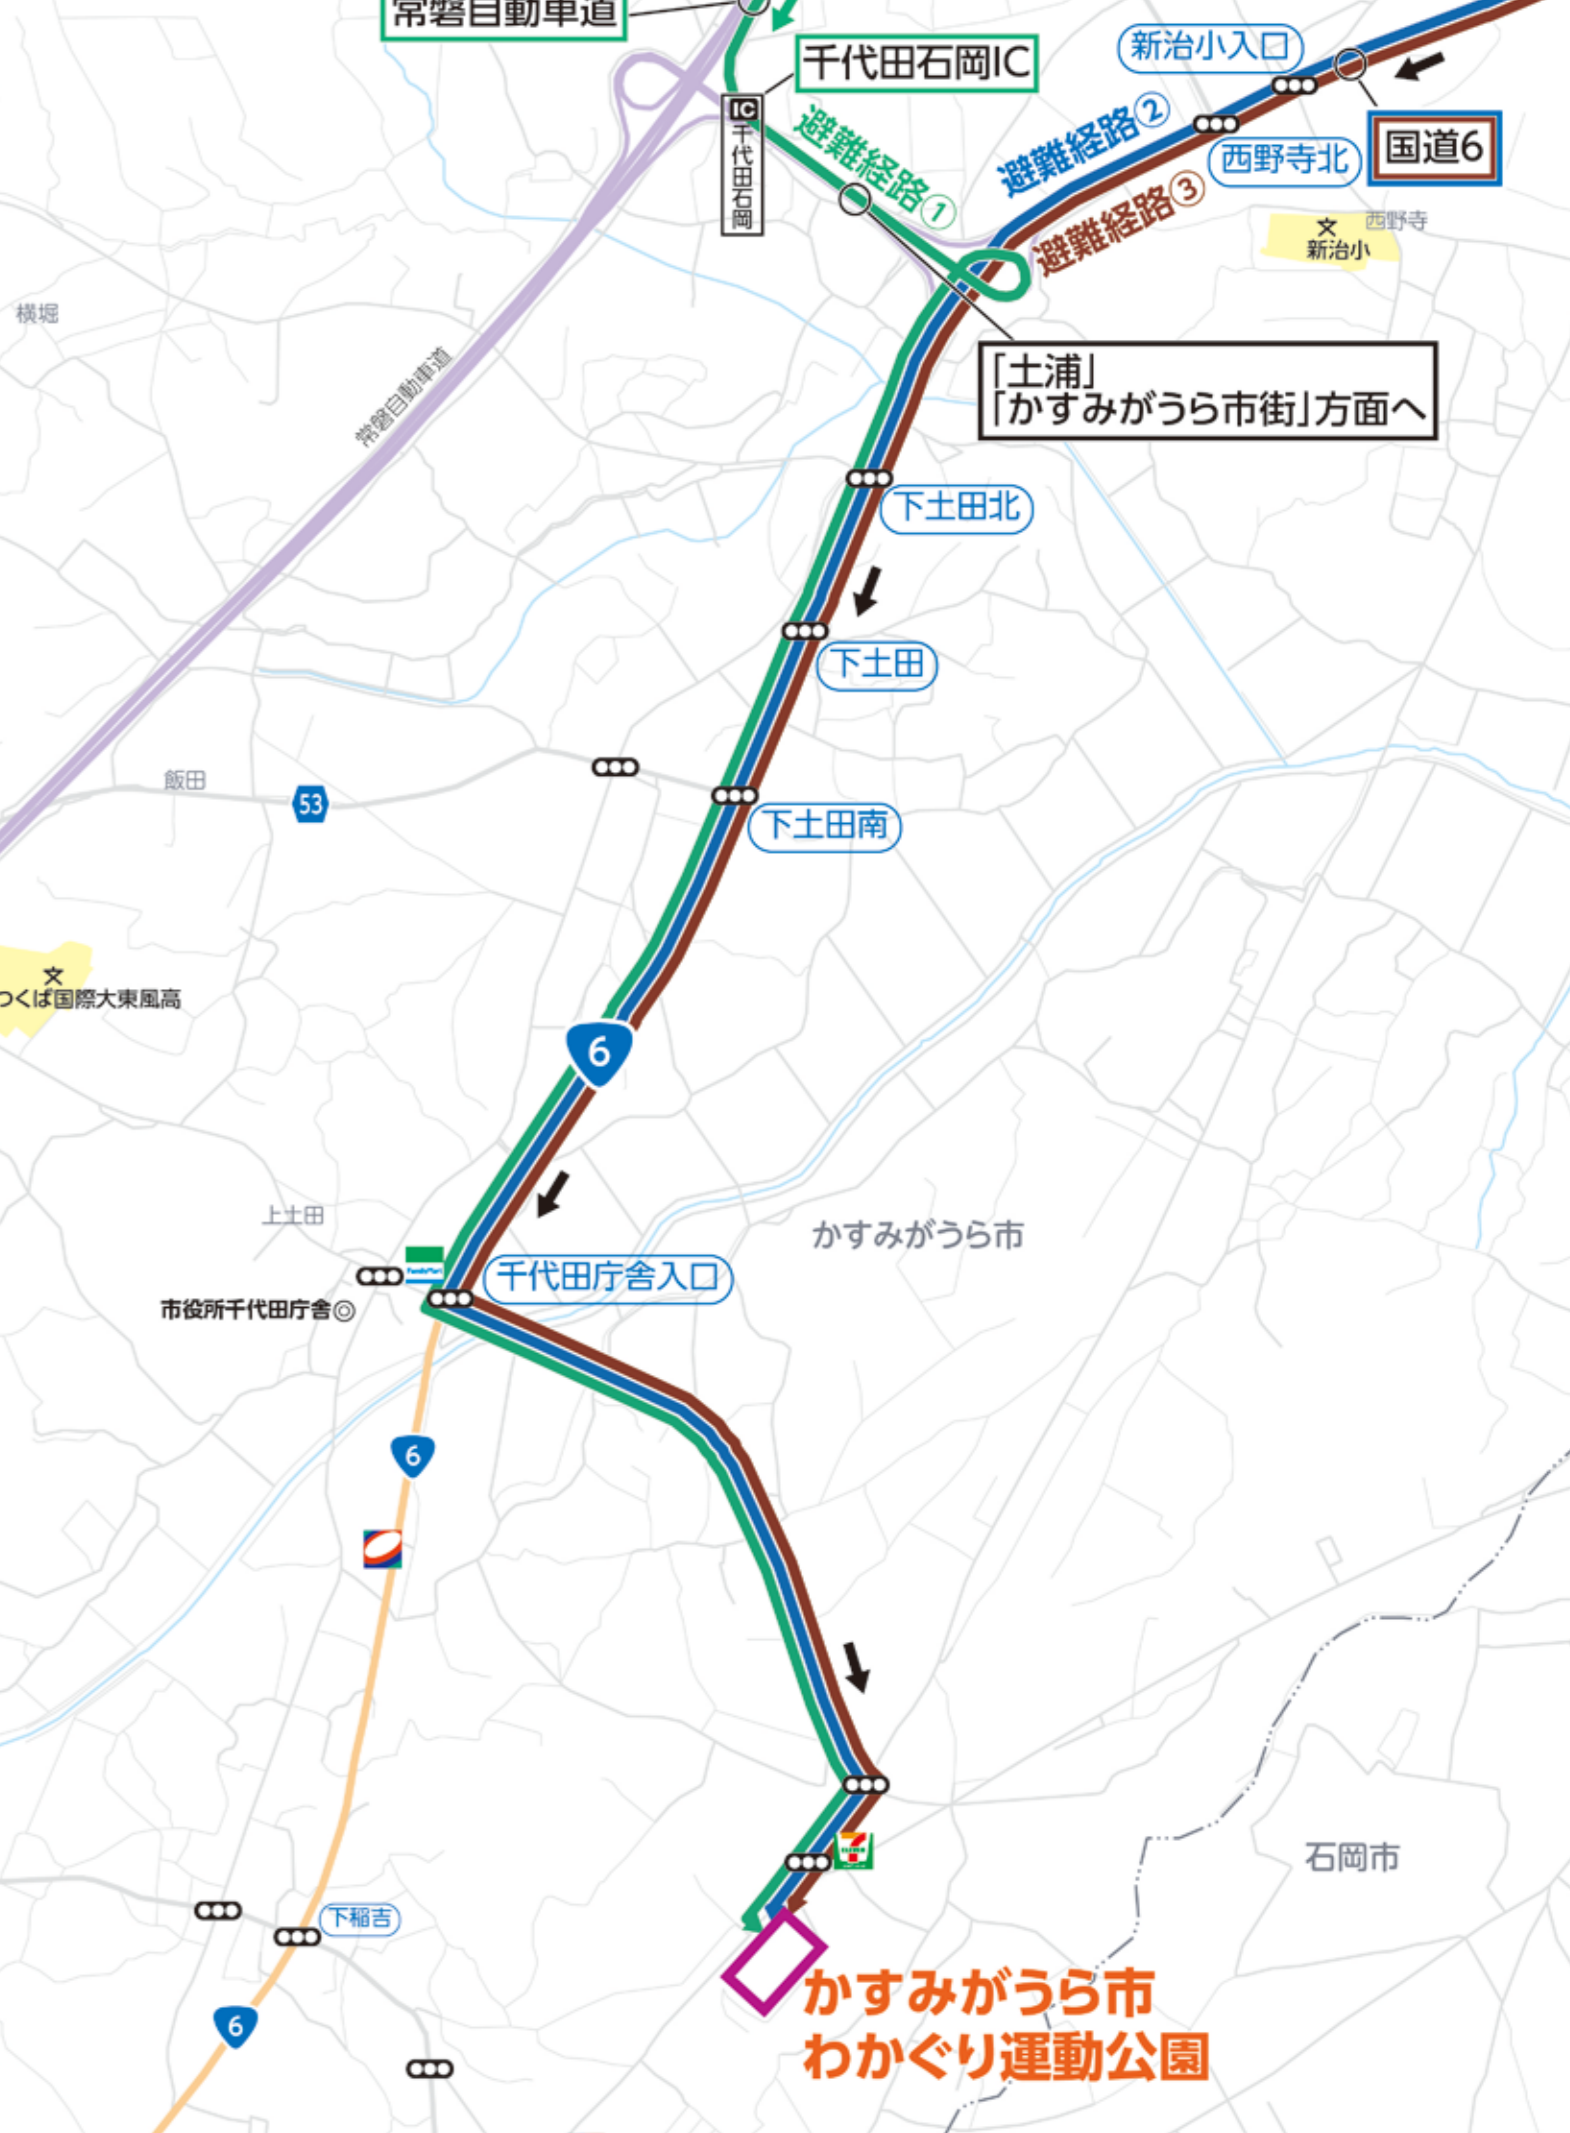 常磐自動車道
千代田石岡IC
新治小入口
IC
千代田石岡
避難経路①
避難経路②
西野寺北
国道6
避難経路③
西野寺
文
新治小
横堀
常磐自動車道
「土浦」
「かすみがうら市街」方面へ
下土田北
下土田
飯田
53
下土田南
文
つくば国際大東風高
6
上土田
かすみがうら市
FamilyMart
千代田庁舎入口
市役所千代田庁舎◎
6
7
ELEVEN
石岡市
下稲吉
6
かすみがうら市
わかぐり運動公園